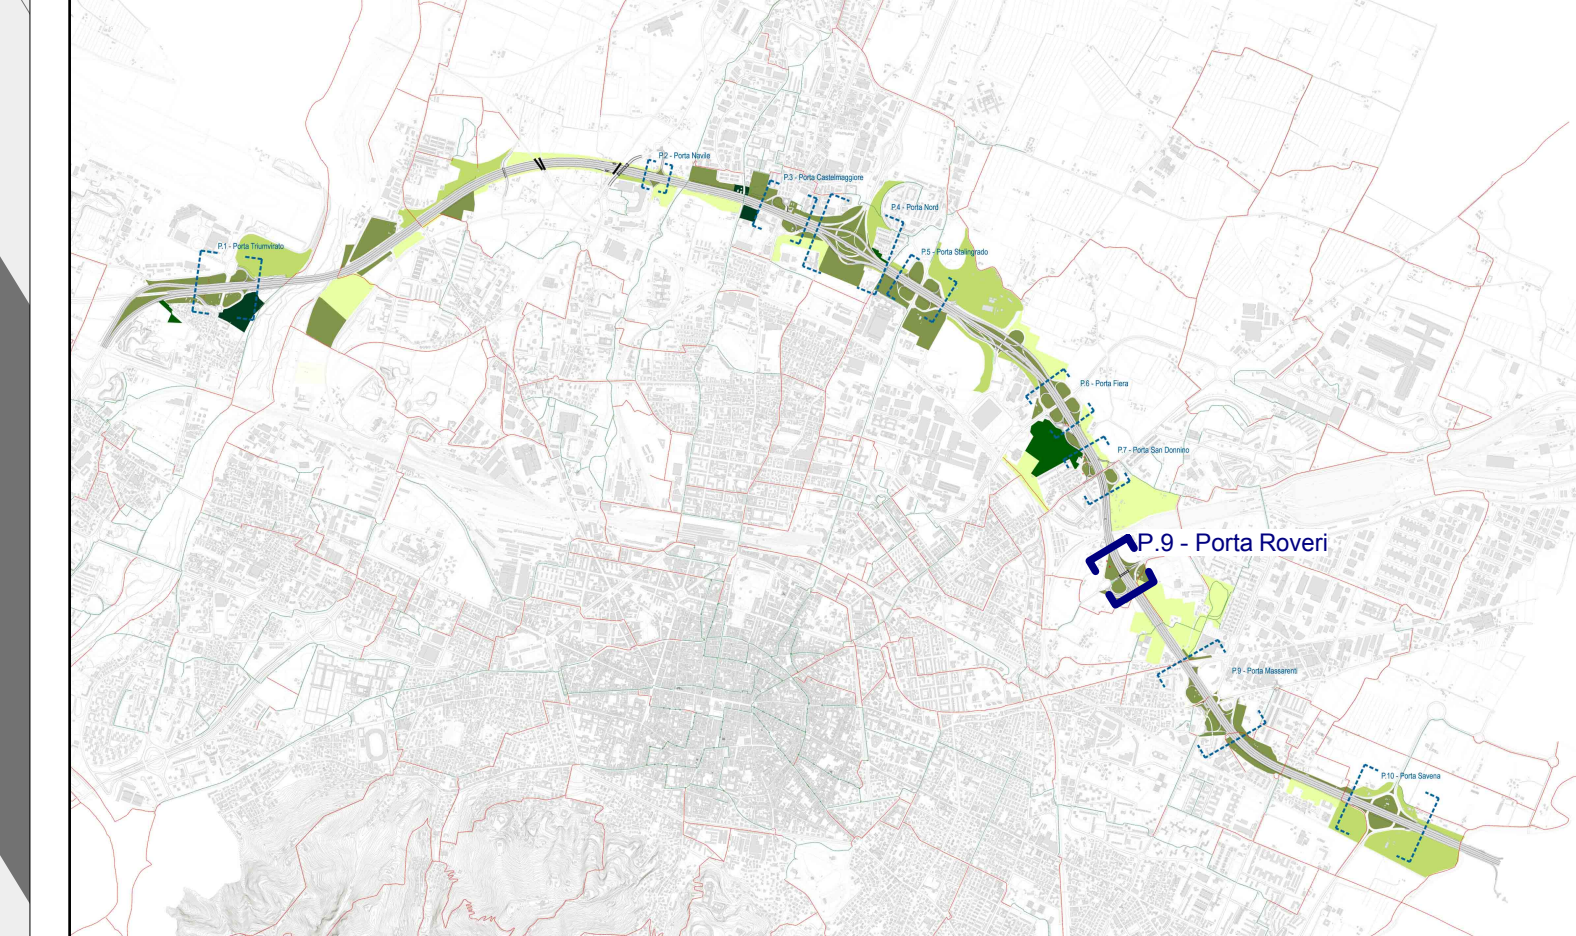 P.2 - Porta Navile
P.3 - Porta Castelmaggiore
P.4 - Porta Nord
P.1 - Porta Triumvirato
P.5 - Porta Stalingrado
P.6 - Porta Fiera
P.7 - Porta San Donnino
P.9 - Porta Roveri
P.9 - Porta Massarenti
P.10 - Porta Savena